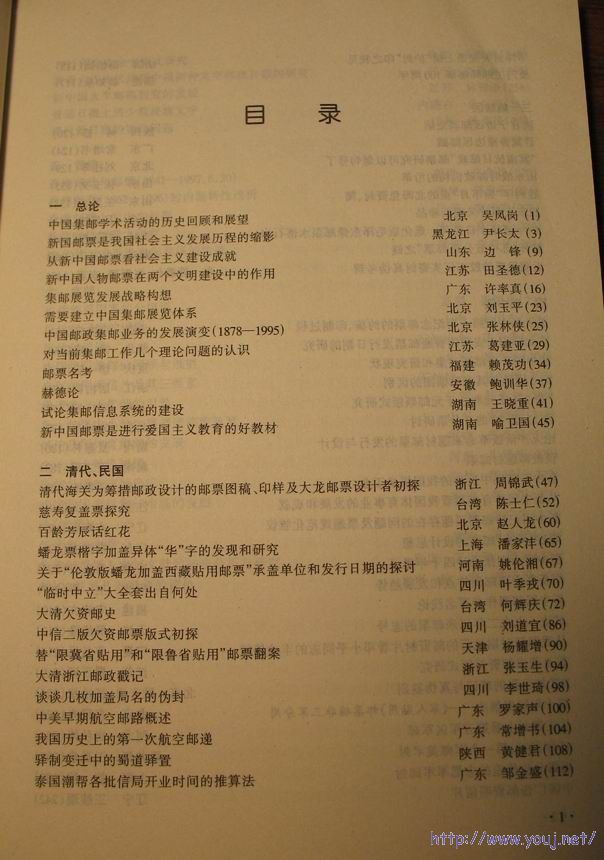 目 录
一 总论
中国集邮学术活动的历史回顾和展望 北京 吴凤岗(1)
新国邮票是我国社会主义发展历程的缩影 黑龙江 尹长太(3)
从新中国邮票看社会主义建设成就 山东 边 锋(9)
新中国人物邮票在两个文明建设中的作用 江苏 田圣德(12)
集邮展览发展战略构想 广东 许率真(16)
需要建立中国集邮展览体系 北京 刘玉平(23)
中国邮政集邮业务的发展演变(1878—1995) 北京 张林侠(25)
对当前集邮工作几个理论问题的认识 江苏 葛建亚(29)
邮票名考 福建 赖茂功(34)
赫德论 安徽 鲍训华(37)
试论集邮信息系统的建设 湖南 王晓重(41)
新中国邮票是进行爱国主义教育的好教材 湖南 喻卫国(45)
二 清代、民国
清代海关为筹措邮政设计的邮票图稿、印样及大龙邮票设计者初探 浙江 周锦武(47)
慈寿复盖票探究 台湾 陈士仁(52)
百龄芳辰话红花 北京 赵人龙(60)
蟠龙票楷字加盖异体“华”字的发现和研究 上海 潘家沣(65)
关于“伦敦版蟠龙加盖西藏贴用邮票”承盖单位和发行日期的探讨 河南 姚伦湘(67)
“临时中立”大全套出自何处 四川 叶季戎(70)
大清欠资邮史 台湾 何辉庆(72)
中信二版欠资邮票版式初探 四川 刘道宜(86)
替“限冀省贴用”和“限鲁省贴用”邮票翻案 天津 杨耀增(90)
大清浙江邮政戳记 浙江 张玉生(94)
谈谈几枚加盖局名的伪封 四川 李世琦(98)
中美早期航空邮路概述 广东 罗家声(100)
我国历史上的第一次航空邮递 广东 常增书(104)
驿制变迁中的蜀道驿置 陕西 黄健君(108)
泰国潮帮各批信局开业时间的推算法 广东 邹金盛(112)
·1·
http://www.youj.net/